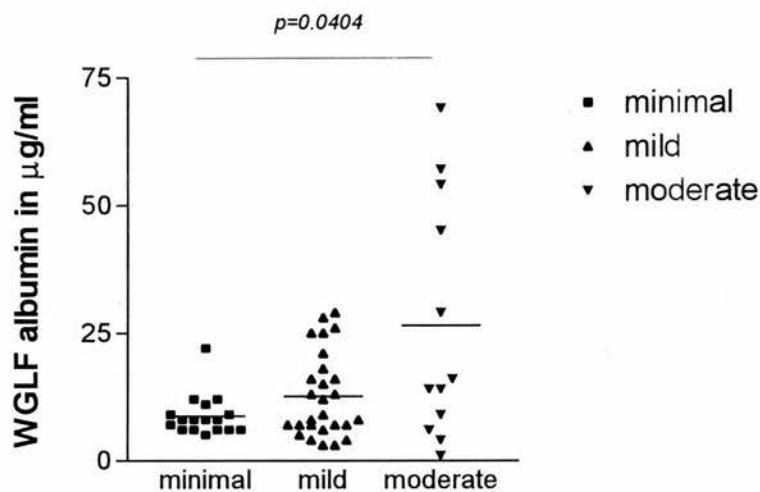 p=0.0404
WGLF albumin in µg/ml
75
50
25
0
minimal
mild
moderate
minimal mild moderate